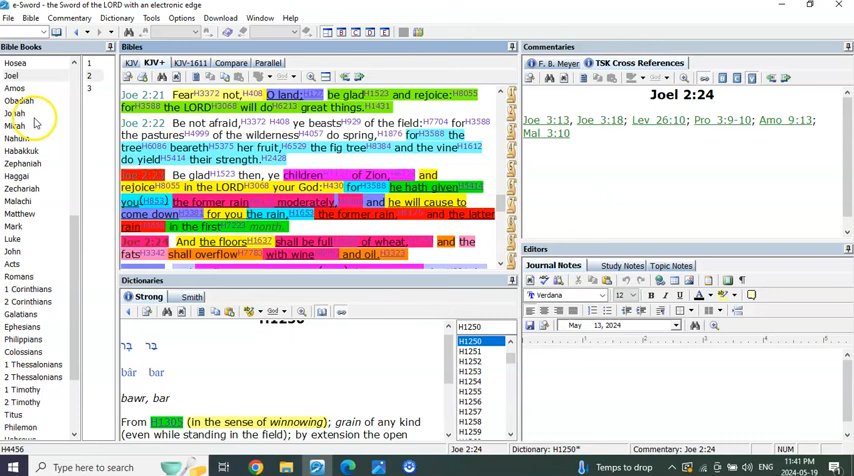 e-Sword, the Sword of the LORD with an electronic edge
File Bible Commentary Dictionary Tools Options Download Window Help
Bible Books
Hosea
Joel
Amos
Obadiah
Jonah
Micah
Nahum
Habakkuk
Zephaniah
Haggai
Zechariah
Malachi
Matthew
Mark
Luke
John
Acts
Romans
1 Corinthians
2 Corinthians
Galatians
Ephesians
Philippians
Colossians
1 Thessalonians
2 Thessalonians
1 Timothy
2 Timothy
Titus
Philemon
Hebrews
1
2
3
Bibles
KJV KJV+ KJV-1611 Compare Parallel
Joe 2:21 Fear H3372 not, H408 O land; H127 be glad H1523 and rejoice: H8055
for H3588 the LORD H3068 will do H6213 great things. H1431
Joe 2:22 Be not afraid, H3372 H408 ye beasts H929 of the field: H7704 for H3588
the pastures H4999 of the wilderness H4057 do spring, H1876 for H3588 the
tree H6086 beareth H5375 her fruit, H6529 the fig tree H8384 and the vine H1612
do yield H5414 their strength. H2428
Joe 2:23 Be glad H1523 then, ye children of Zion, and
rejoice H8055 in the LORD H3068 your God: H430 for H3588 he hath given H5414
you (H853) the former rain moderately, and he will cause to
come down H3381 for you the rain, H1653 the former rain, and the latter
rain in the first H7223 month.
Joe 2:24 And the floors H1637 shall be full of wheat, and the
fats H3342 shall overflow H7783 with wine and oil. H3323
Dictionaries
Strong Smith
H1250
בָּר בַּר
bâr bar
bawr, bar
From H1305 (in the sense of winnowing); grain of any kind
(even while standing in the field); by extension the open
H1250
H1250
H1251
H1252
H1253
H1254
H1255
H1256
H1257
H1258
H1259
Commentaries
F. B. Meyer TSK Cross References
Joel 2:24
Joe 3:13, Joe 3:18; Lev 26:10; Pro 3:9-10; Amo 9:13;
Mal 3:10
Editors
Journal Notes Study Notes Topic Notes
Verdana 12 B I U A
May 13, 2024
1 2 3 4 5
H4456 Joe 2:24 Dictionary: H1250* Commentary: Joe 2:24 NUM
Type here to search
Temps to drop
ENG
11:41 PM
2024-05-19